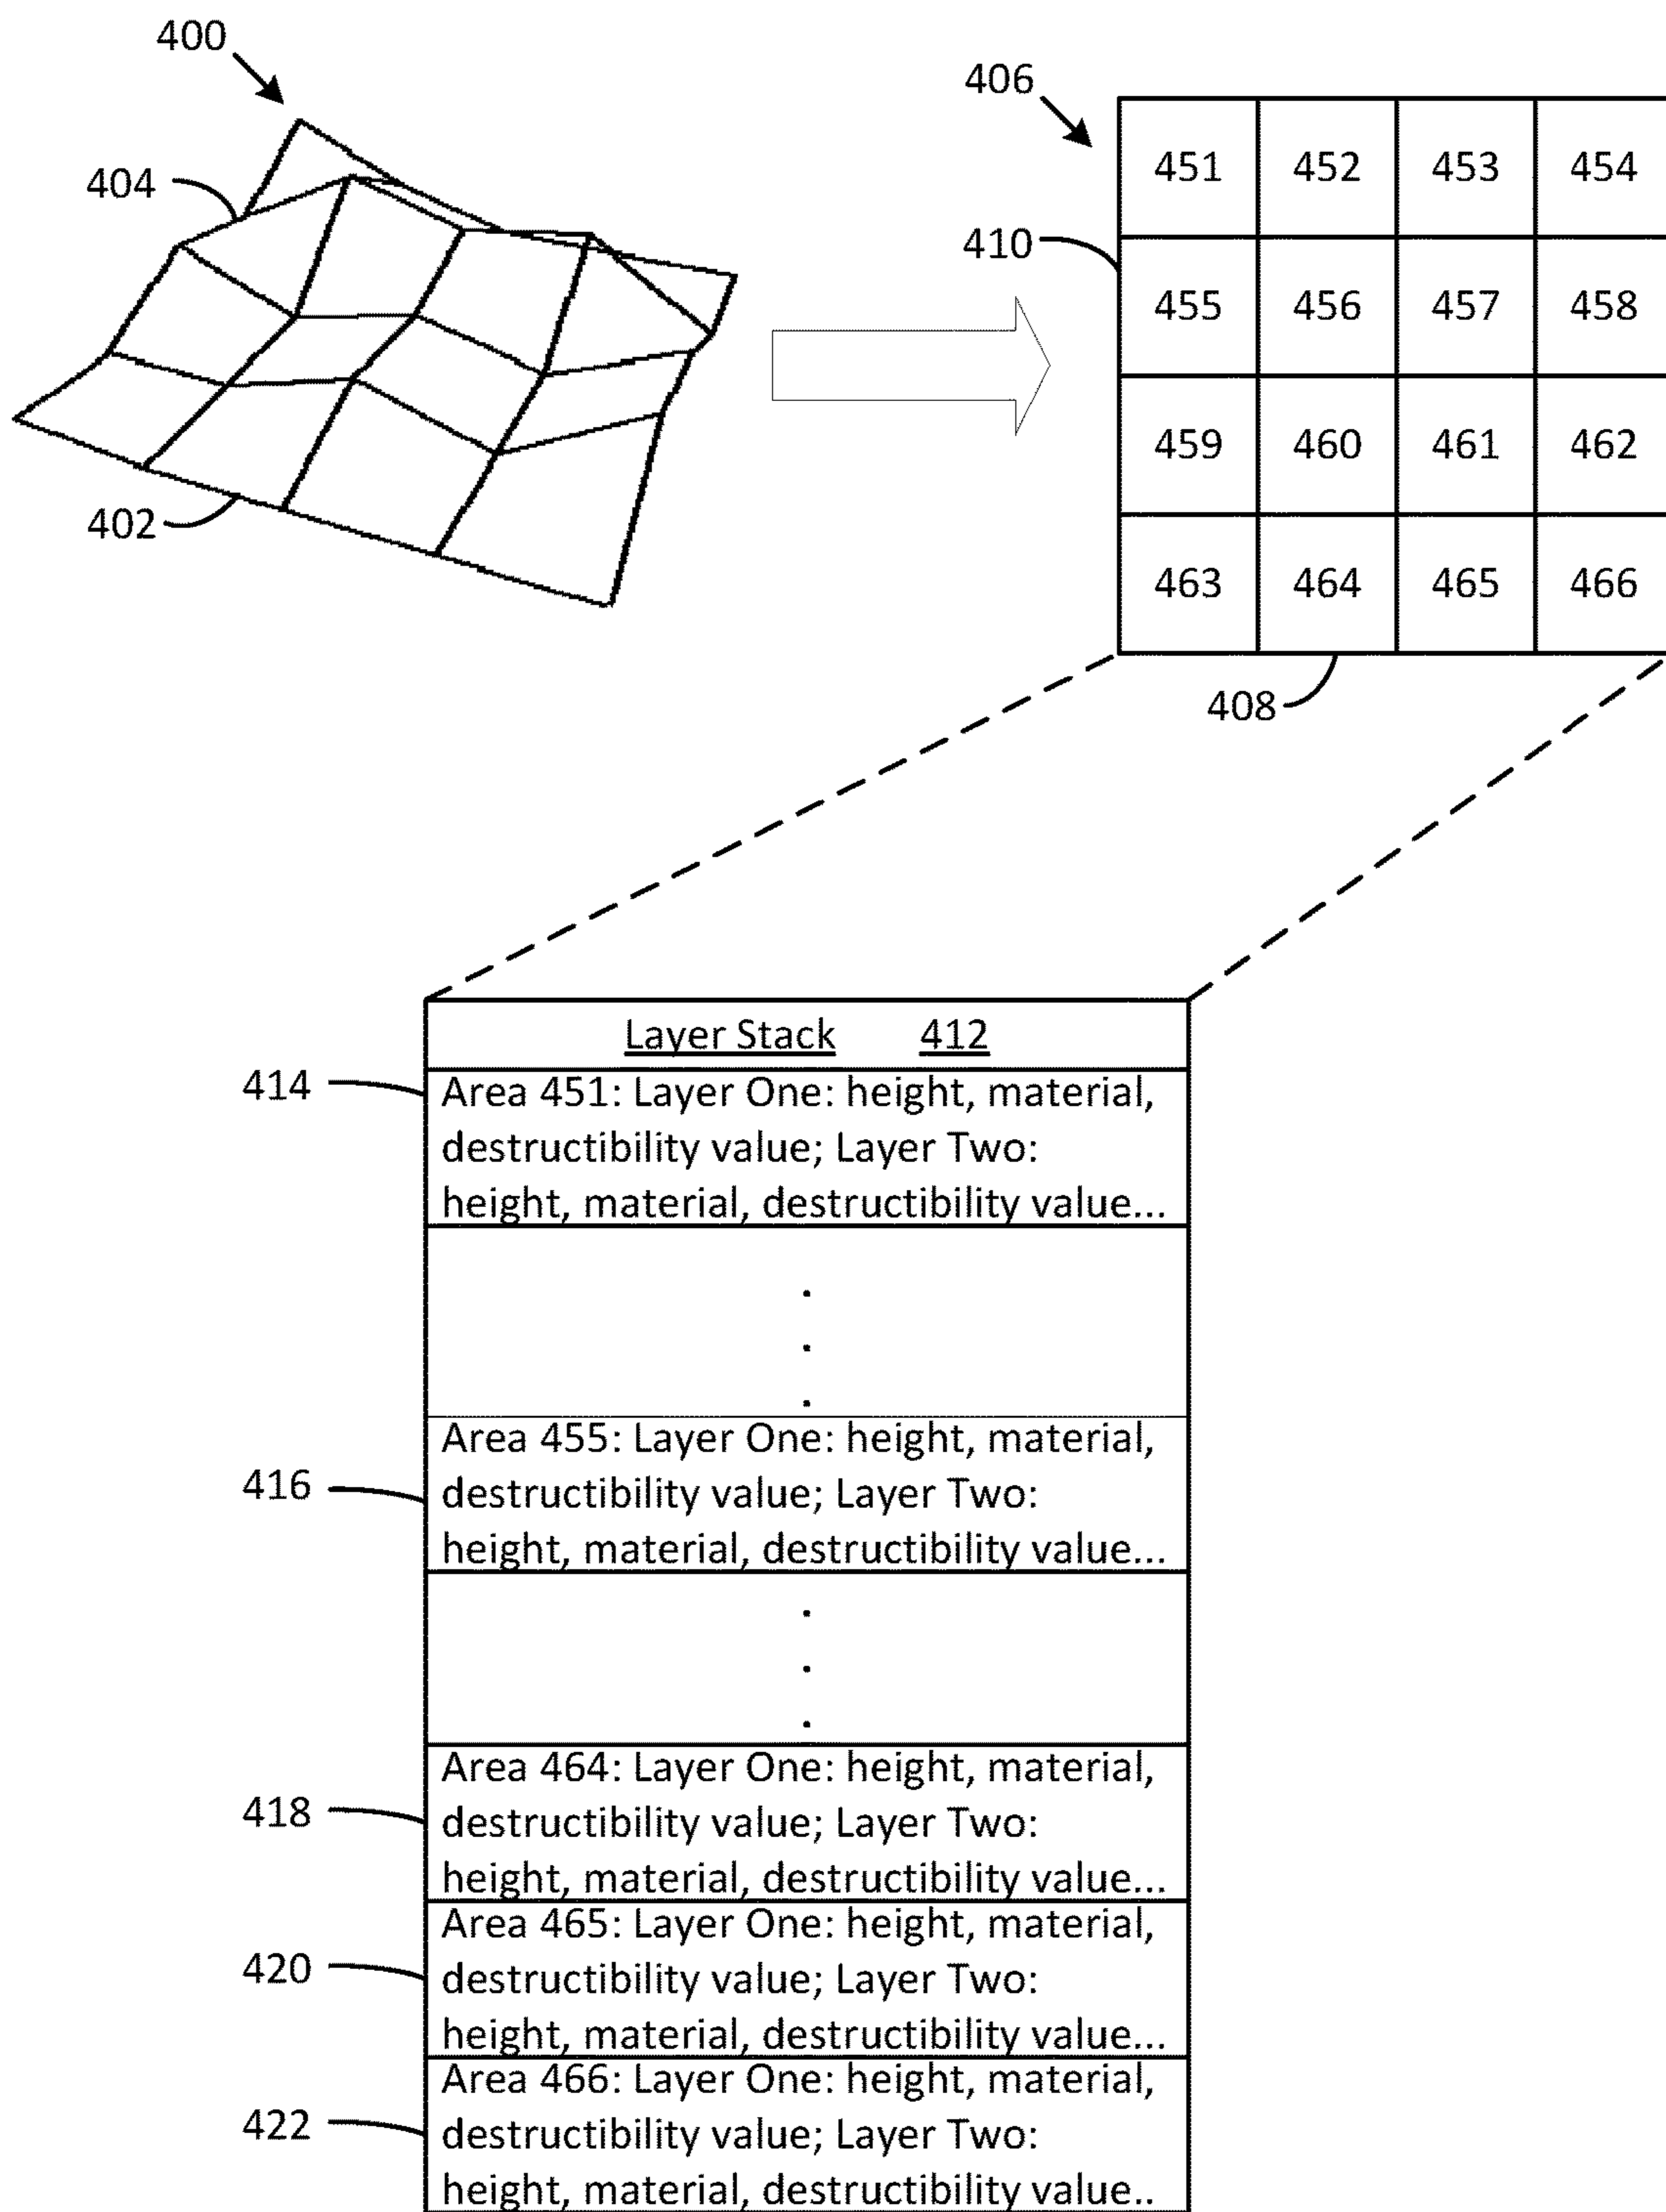 400
406
404
451 452 453 454
410
455 456 457 458
459 460 461 462
402
463 464 465 466
408
Layer Stack 412
414
Area 451: Layer One: height, material,
destructibility value; Layer Two:
height, material, destructibility value...
.
.
.
Area 455: Layer One: height, material,
416
destructibility value; Layer Two:
height, material, destructibility value...
.
.
.
Area 464: Layer One: height, material,
418
destructibility value; Layer Two:
height, material, destructibility value...
Area 465: Layer One: height, material,
420
destructibility value; Layer Two:
height, material, destructibility value...
Area 466: Layer One: height, material,
422
destructibility value; Layer Two:
height, material, destructibility value..